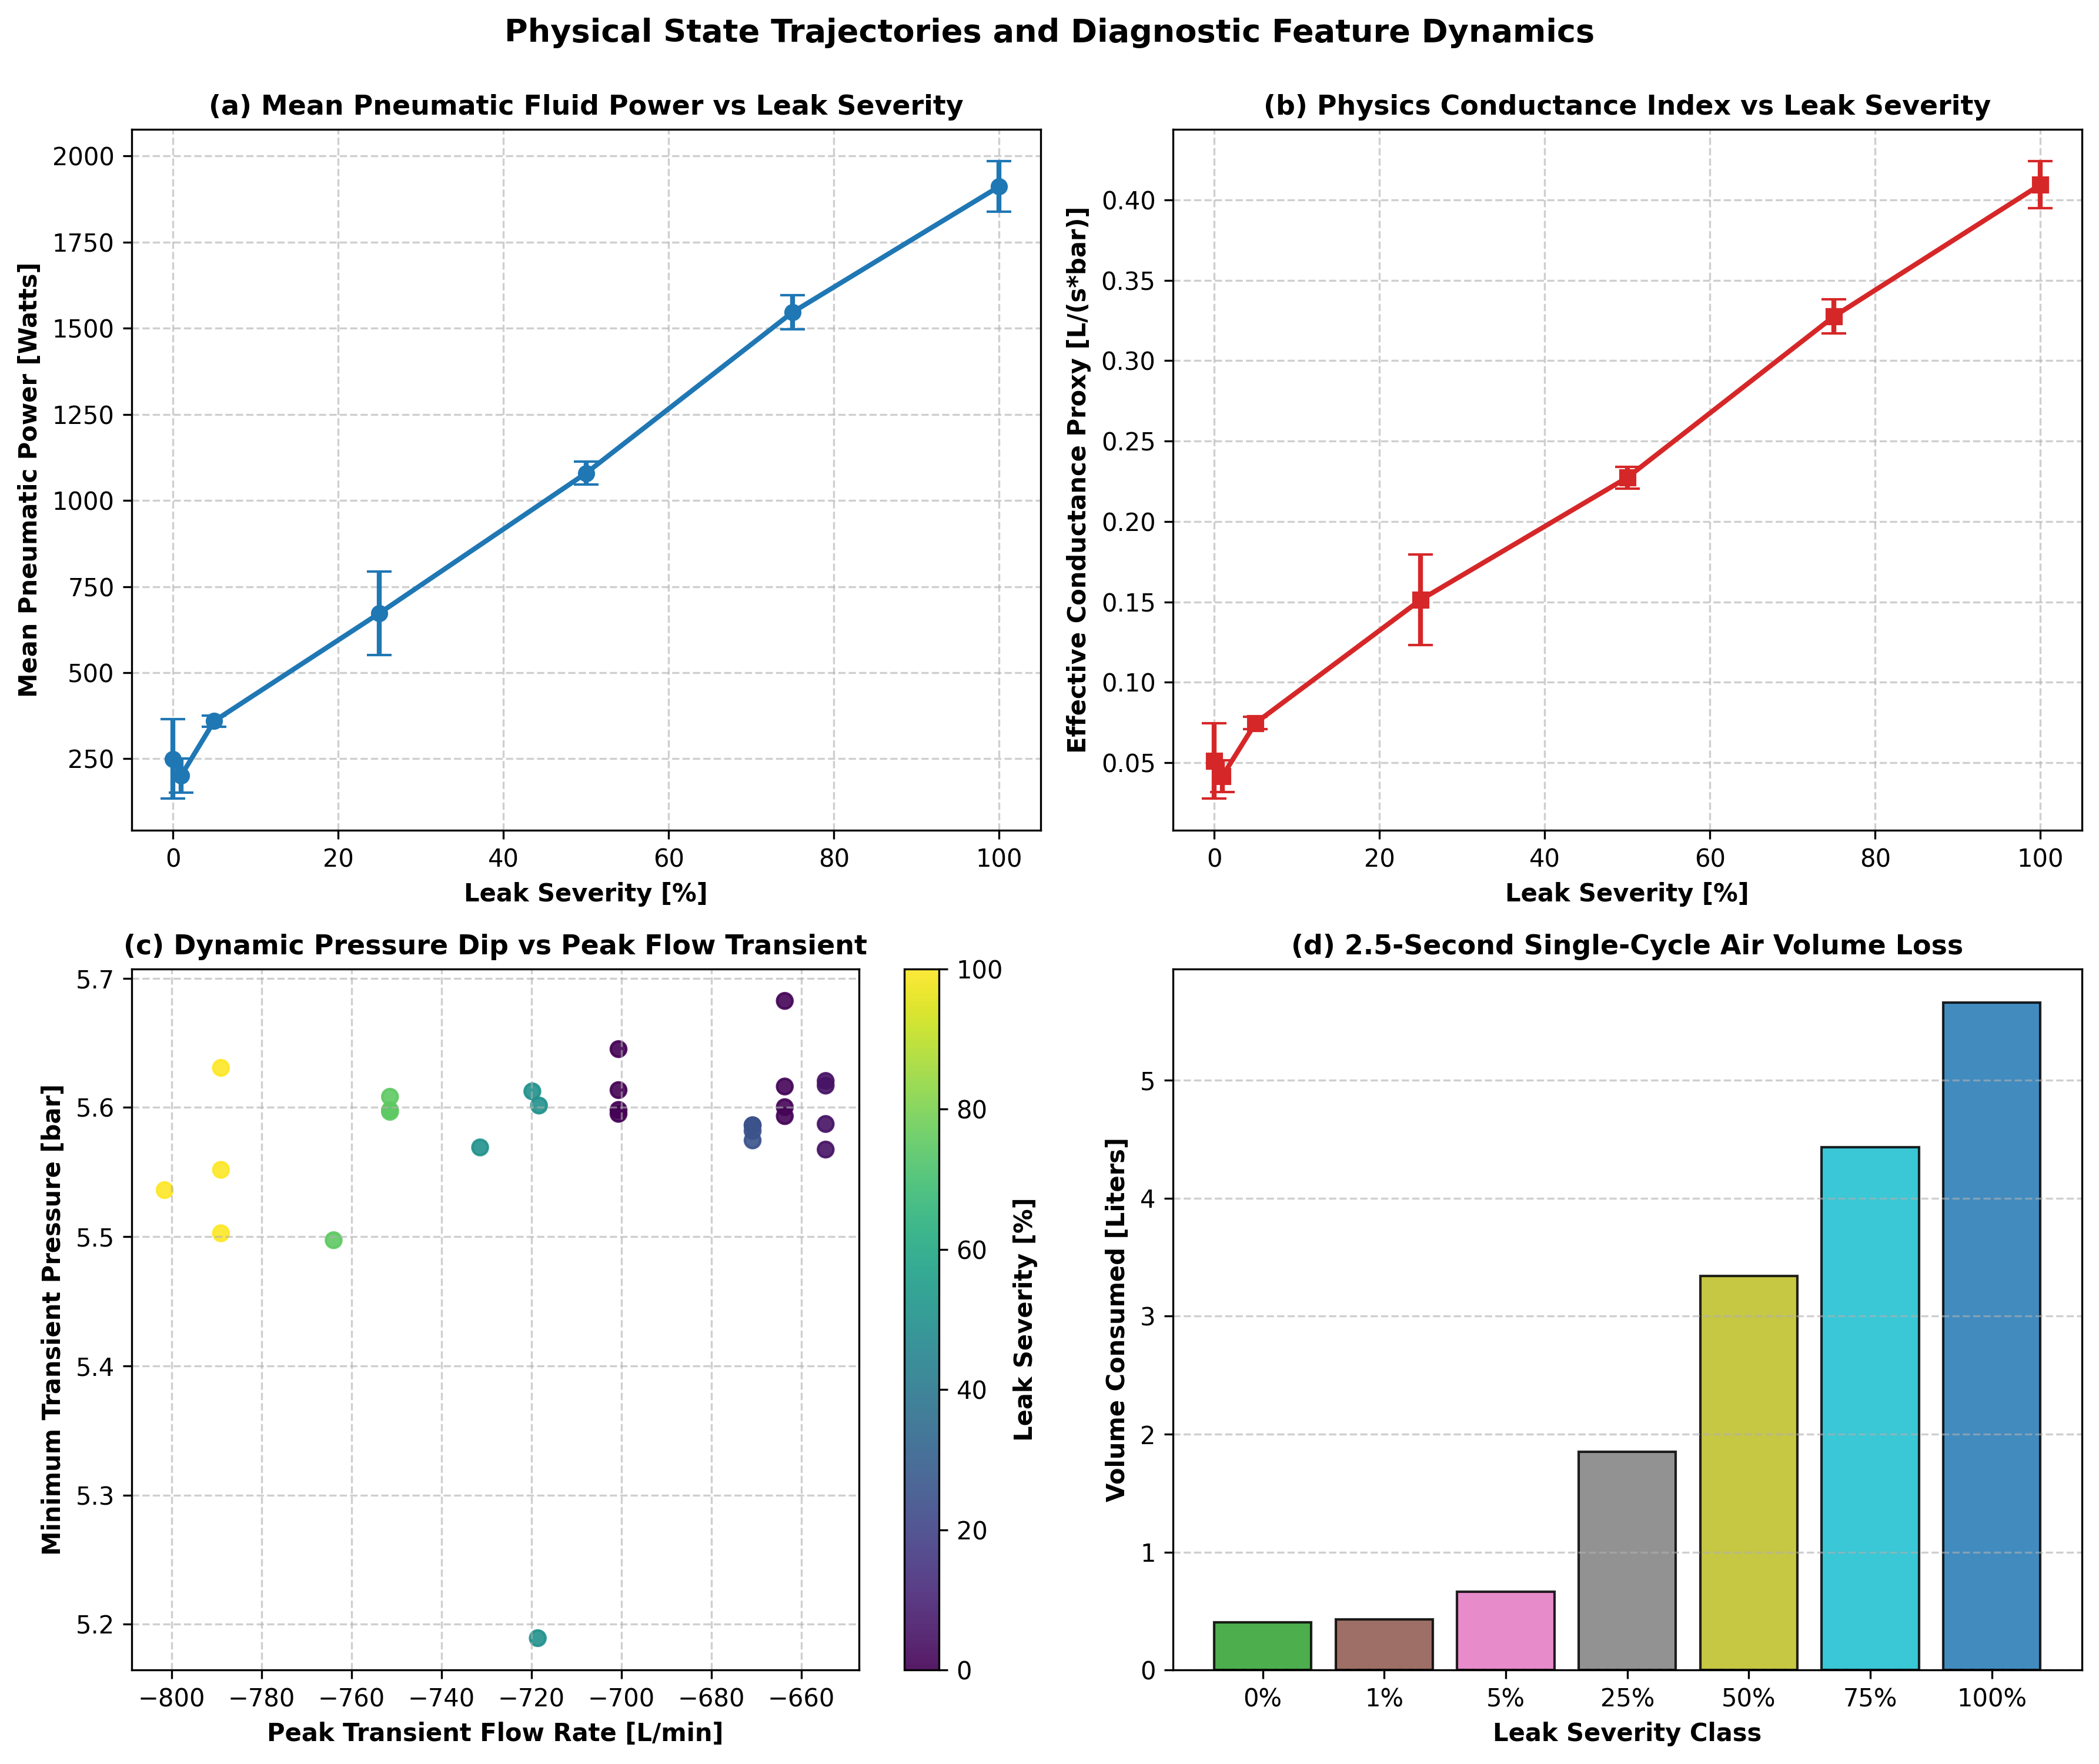 Physical State Trajectories and Diagnostic Feature Dynamics
(a) Mean Pneumatic Fluid Power vs Leak Severity
Mean Pneumatic Power [Watts]
2000
1750
1500
1250
1000
750
500
250
0 20 40 60 80 100
Leak Severity [%]
(b) Physics Conductance Index vs Leak Severity
Effective Conductance Proxy [L/(s*bar)]
0.40
0.35
0.30
0.25
0.20
0.15
0.10
0.05
0 20 40 60 80 100
Leak Severity [%]
(c) Dynamic Pressure Dip vs Peak Flow Transient
Minimum Transient Pressure [bar]
5.7
5.6
5.5
5.4
5.3
5.2
−800 −780 −760 −740 −720 −700 −680 −660
Peak Transient Flow Rate [L/min]
100
80
60
40
20
0
Leak Severity [%]
(d) 2.5-Second Single-Cycle Air Volume Loss
Volume Consumed [Liters]
5
4
3
2
1
0
0% 1% 5% 25% 50% 75% 100%
Leak Severity Class